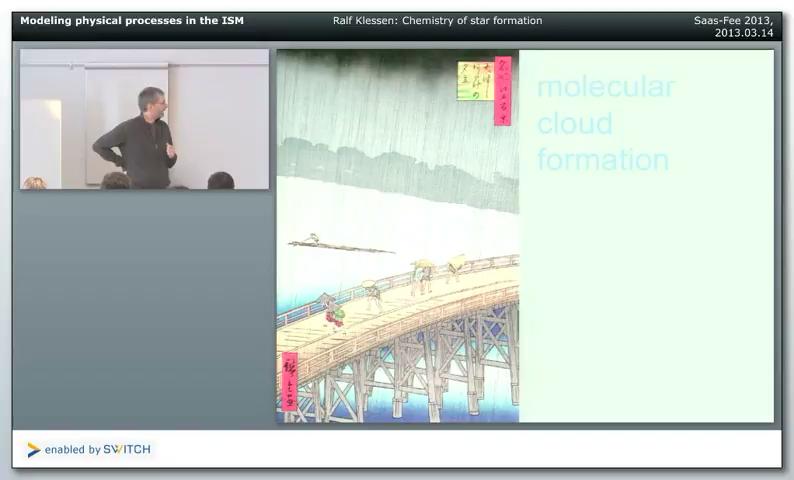 Modeling physical processes in the ISM
Ralf Klessen: Chemistry of star formation
Saas-Fee 2013,
2013.03.14
molecular
cloud
formation
enabled by SWITCH